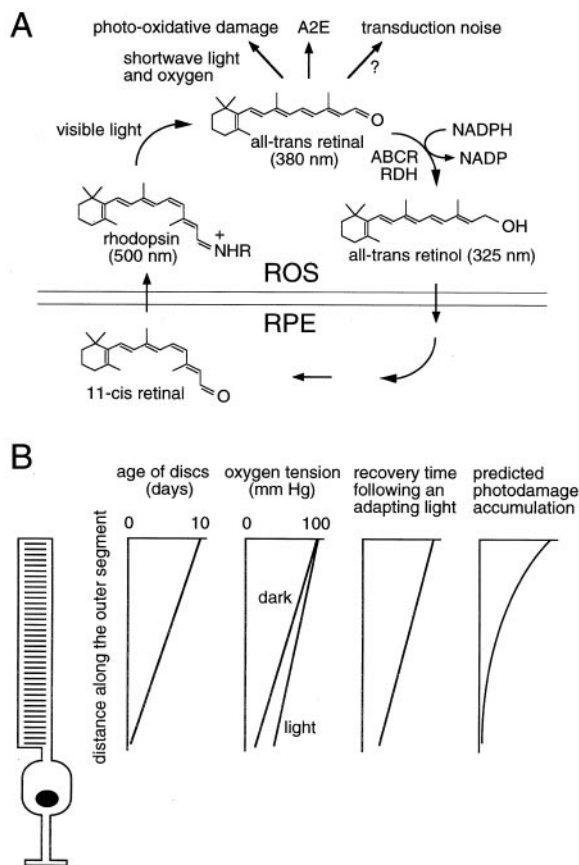 A
photo-oxidative damage A2E transduction noise
shortwave light
and oxygen
?
visible light
O
all-trans retinal
(380 nm)
NADPH
ABCR
RDH
NADP
rhodopsin
(500 nm)
+
NHR
OH
all-trans retinol (325 nm)
ROS
RPE
O
11-cis retinal
B
age of discs
(days)
oxygen tension
(mm Hg)
recovery time
following an
adapting light
predicted
photodamage
accumulation
0 10 0 100
distance along the outer segment
dark
light